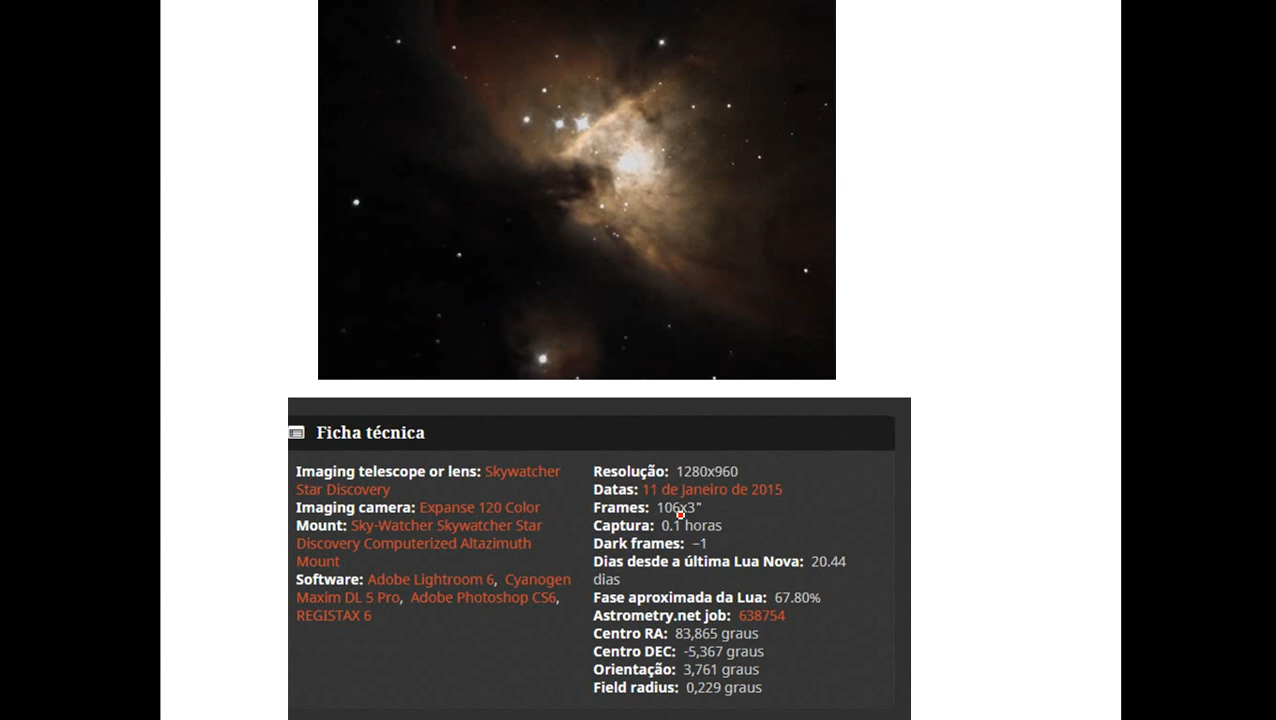 Ficha técnica
Imaging telescope or lens: Skywatcher
Star Discovery
Imaging camera: Expanse 120 Color
Mount: Sky-Watcher Skywatcher Star
Discovery Computerized Altazimuth
Mount
Software: Adobe Lightroom 6, Cyanogen
Maxim DL 5 Pro, Adobe Photoshop CS6,
REGISTAX 6
Resolução: 1280x960
Datas: 11 de Janeiro de 2015
Frames: 106x3"
Captura: 0.1 horas
Dark frames: ~1
Dias desde a última Lua Nova: 20.44
dias
Fase aproximada da Lua: 67.80%
Astrometry.net job: 638754
Centro RA: 83,865 graus
Centro DEC: -5,367 graus
Orientação: 3,761 graus
Field radius: 0,229 graus